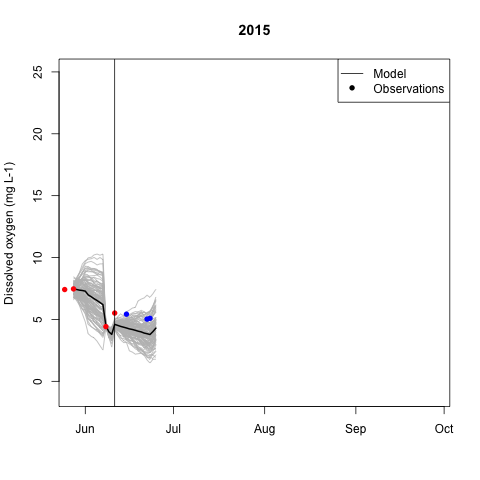 2015
Model
Observations
Dissolved oxygen (mg L-1)
25
20
15
10
5
0
Jun
Jul
Aug
Sep
Oct